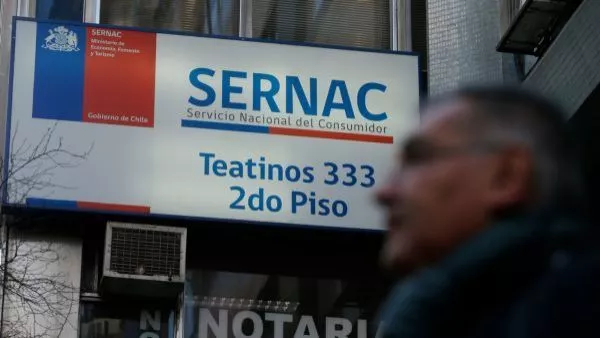 SERNAC
Ministerio de
Economía, Fomento
y Turismo
Gobierno de Chile
SERNAC
Servicio Nacional del Consumidor
Teatinos 333
2do Piso
NOTARI